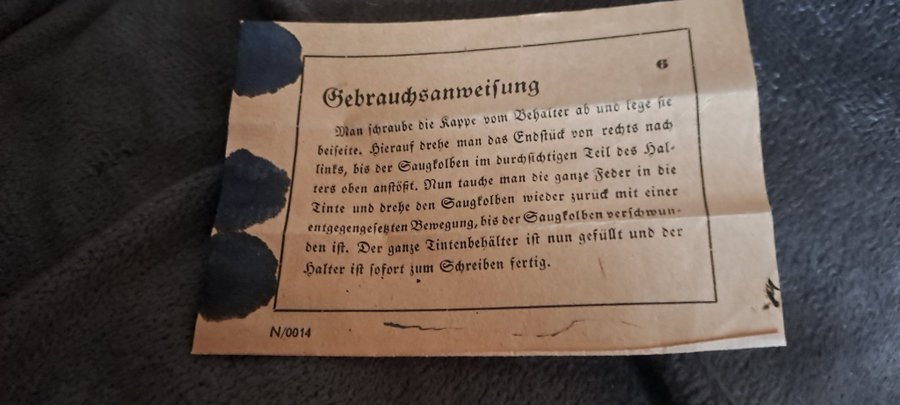 6
Gebrauchsanweisung
Man schraube die Kappe vom Behälter ab und lege sie
beiseite. Hierauf drehe man das Endstück von rechts nach
links, bis der Saugkolben im durchsichtigen Teil des Hal-
ters oben anstößt. Nun tauche man die ganze Feder in die
Tinte und drehe den Saugkolben wieder zurück mit einer
entgegengesetzten Bewegung, bis der Saugkolben verschwun-
den ist. Der ganze Tintenbehälter ist nun gefüllt und der
Halter ist sofort zum Schreiben fertig.
N/0014